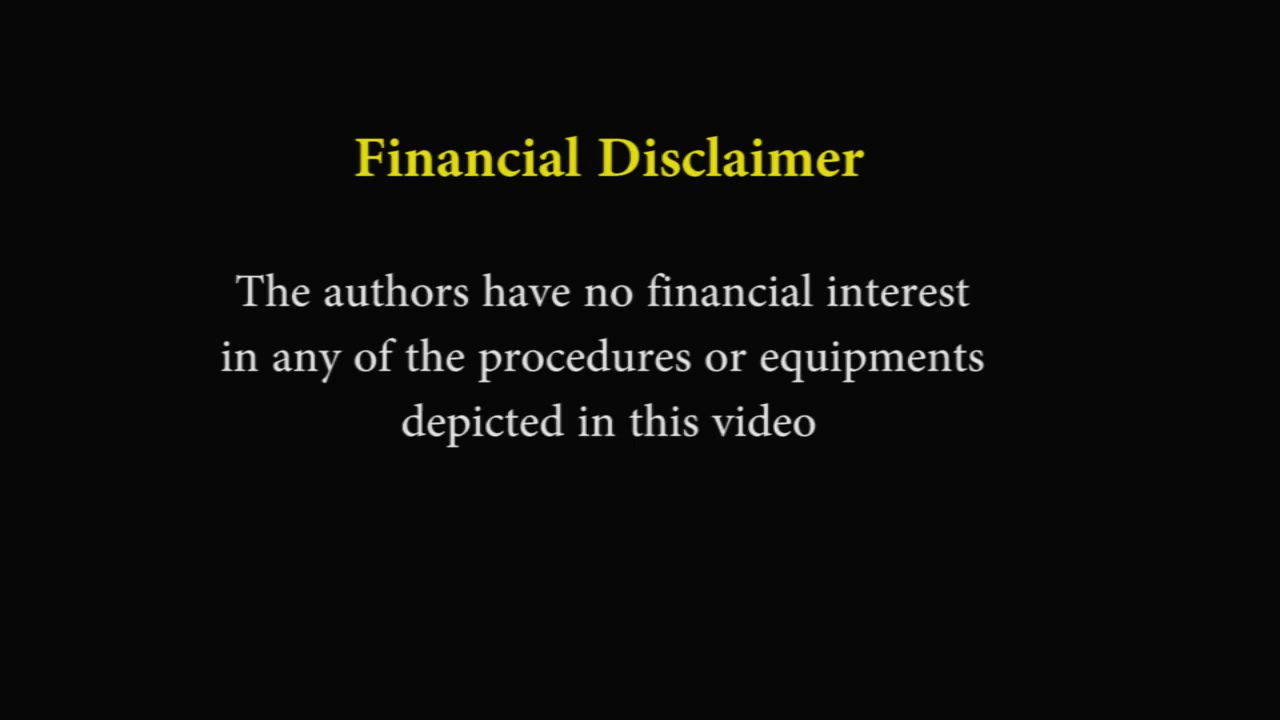 Financial Disclaimer
The authors have no financial interest
in any of the procedures or equipments
depicted in this video